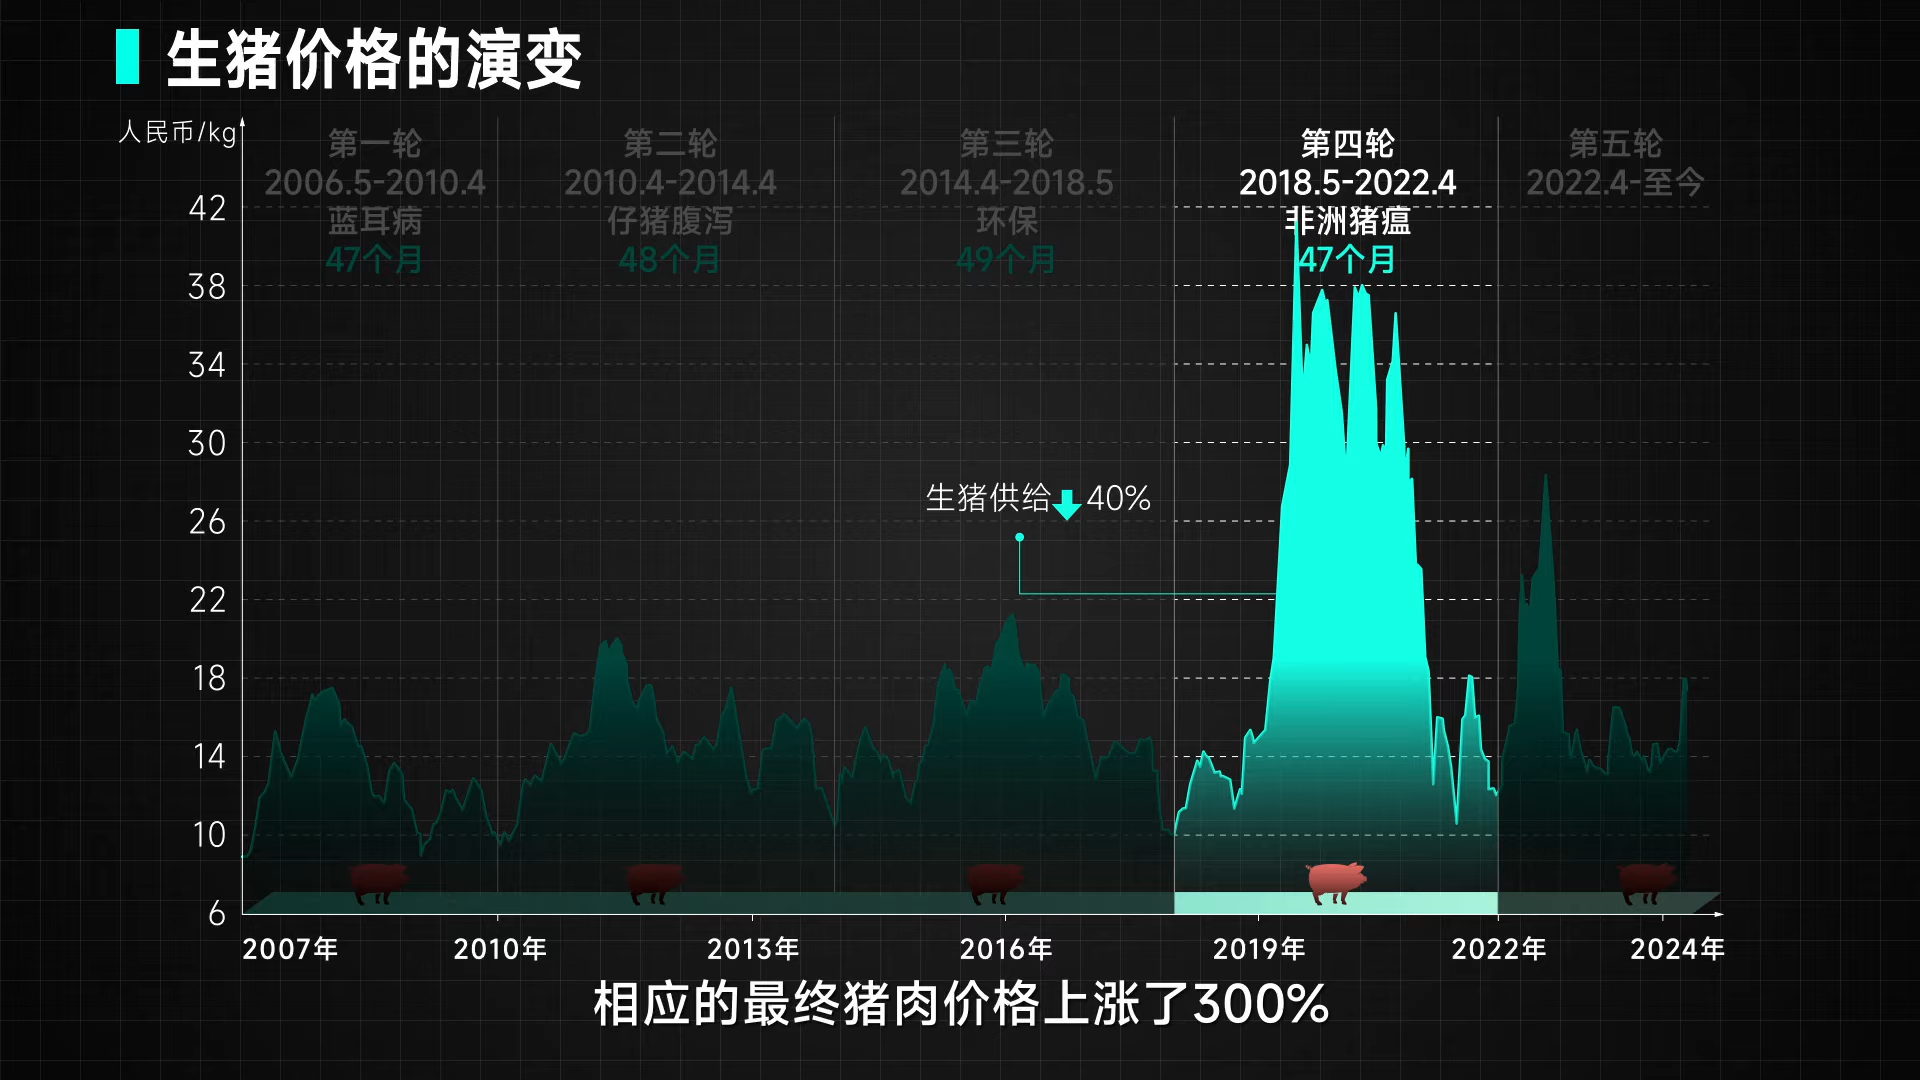 生猪价格的演变
人民币/kg
第一轮
2006.5-2010.4
蓝耳病
47个月
第二轮
2010.4-2014.4
仔猪腹泻
48个月
第三轮
2014.4-2018.5
环保
49个月
第四轮
2018.5-2022.4
非洲猪瘟
47个月
第五轮
2022.4-至今
42
38
34
30
26
22
18
14
10
6
生猪供给 40%
2007年
2010年
2013年
2016年
2019年
2022年
2024年
相应的最终猪肉价格上涨了300%